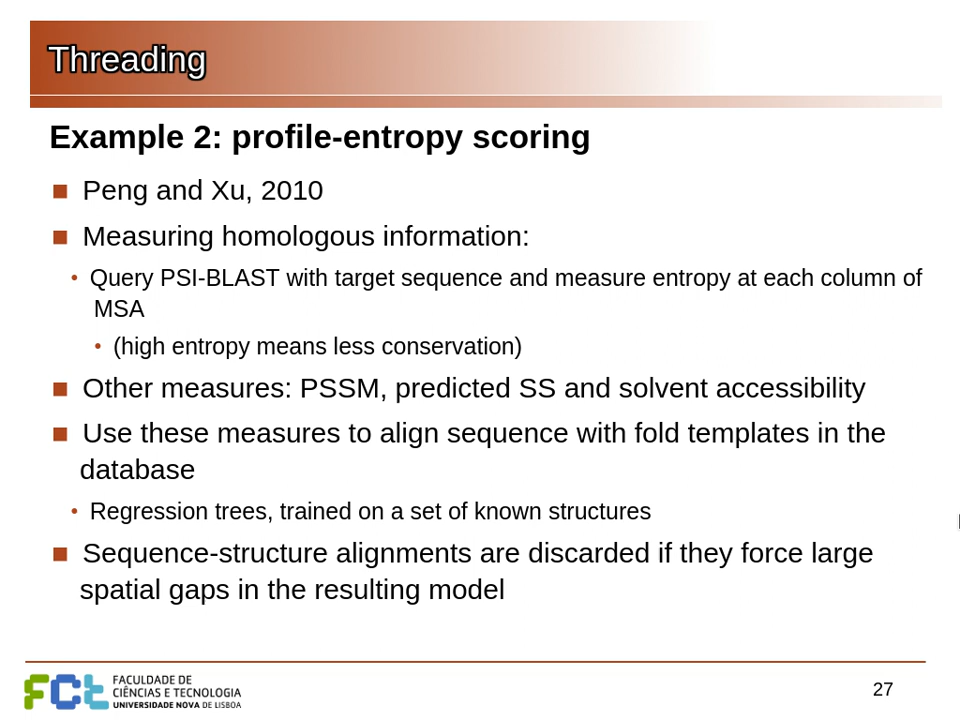 Threading
Example 2: profile-entropy scoring
Peng and Xu, 2010
Measuring homologous information:
Query PSI-BLAST with target sequence and measure entropy at each column of
MSA
(high entropy means less conservation)
Other measures: PSSM, predicted SS and solvent accessibility
Use these measures to align sequence with fold templates in the
database
Regression trees, trained on a set of known structures
Sequence-structure alignments are discarded if they force large
spatial gaps in the resulting model
FCt
FACULDADE DE
CIÊNCIAS E TECNOLOGIA
UNIVERSIDADE NOVA DE LISBOA
27